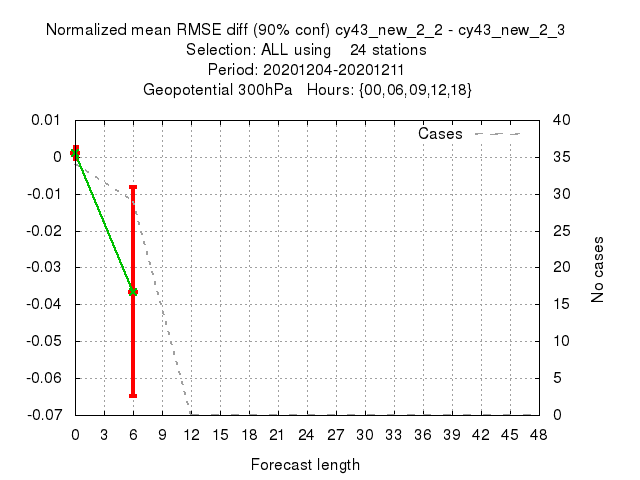 Normalized mean RMSE diff (90% conf) cy43_new_2_2 - cy43_new_2_3
Selection: ALL using    24 stations
Period: 20201204-20201211
Geopotential 300hPa   Hours: {00,06,09,12,18}
Cases
0.01
0
-0.01
-0.02
-0.03
-0.04
-0.05
-0.06
-0.07
40
35
30
25
20
15
10
5
0
No cases
0 3 6 9 12 15 18 21 24 27 30 33 36 39 42 45 48
Forecast length